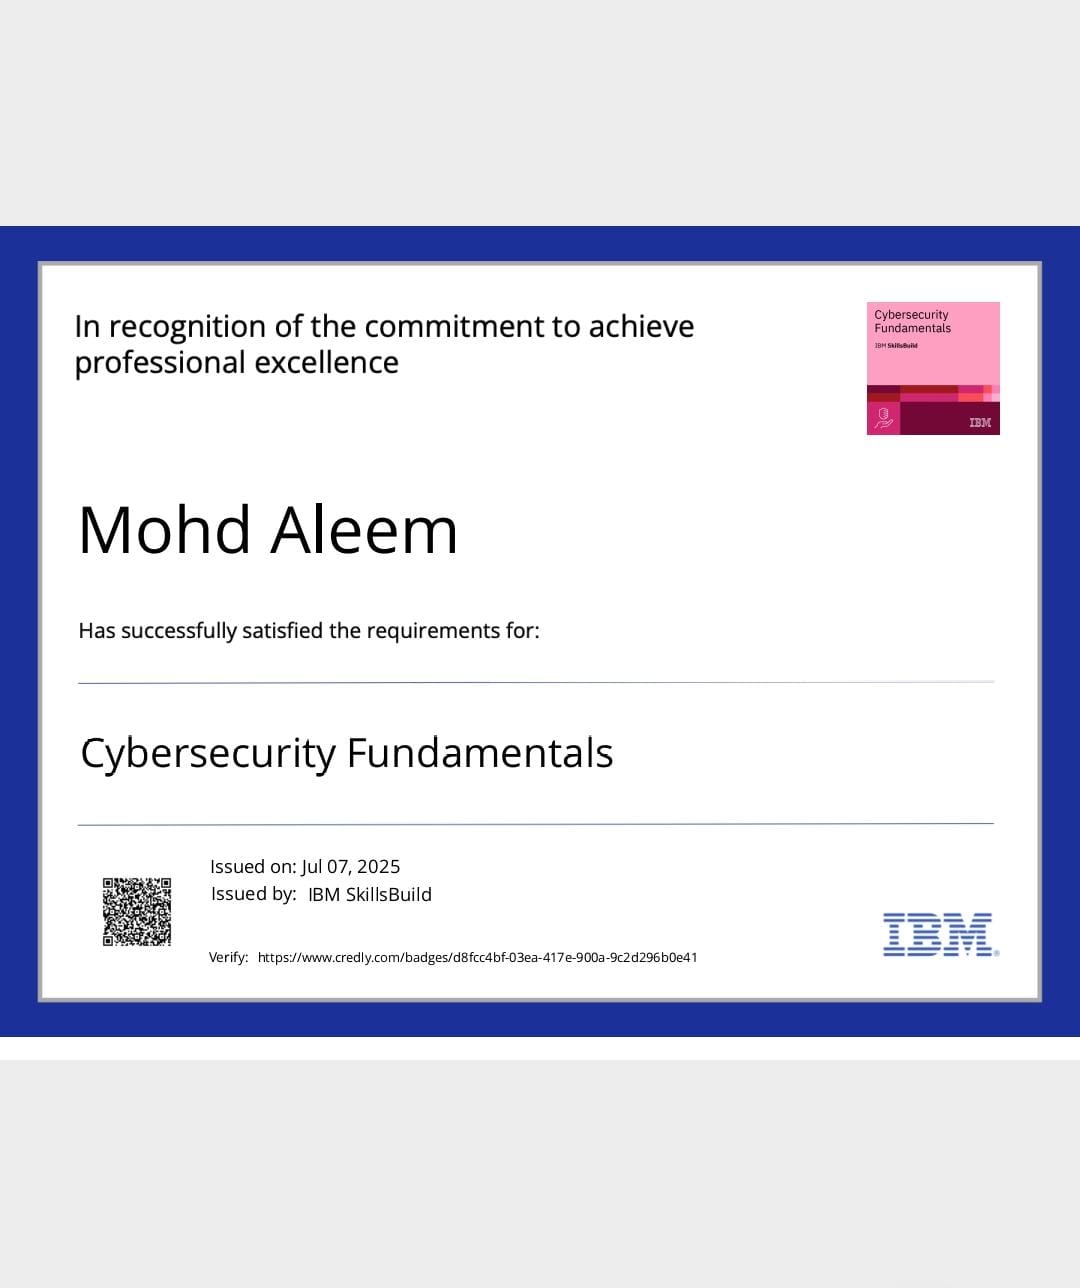 In recognition of the commitment to achieve
professional excellence
Cybersecurity
Fundamentals
IBM SkillsBuild
IBM
Mohd Aleem
Has successfully satisfied the requirements for:
Cybersecurity Fundamentals
Issued on: Jul 07, 2025
Issued by: IBM SkillsBuild
Verify: https://www.credly.com/badges/d8fcc4bf-03ea-417e-900a-9c2d296b0e41
IBM®